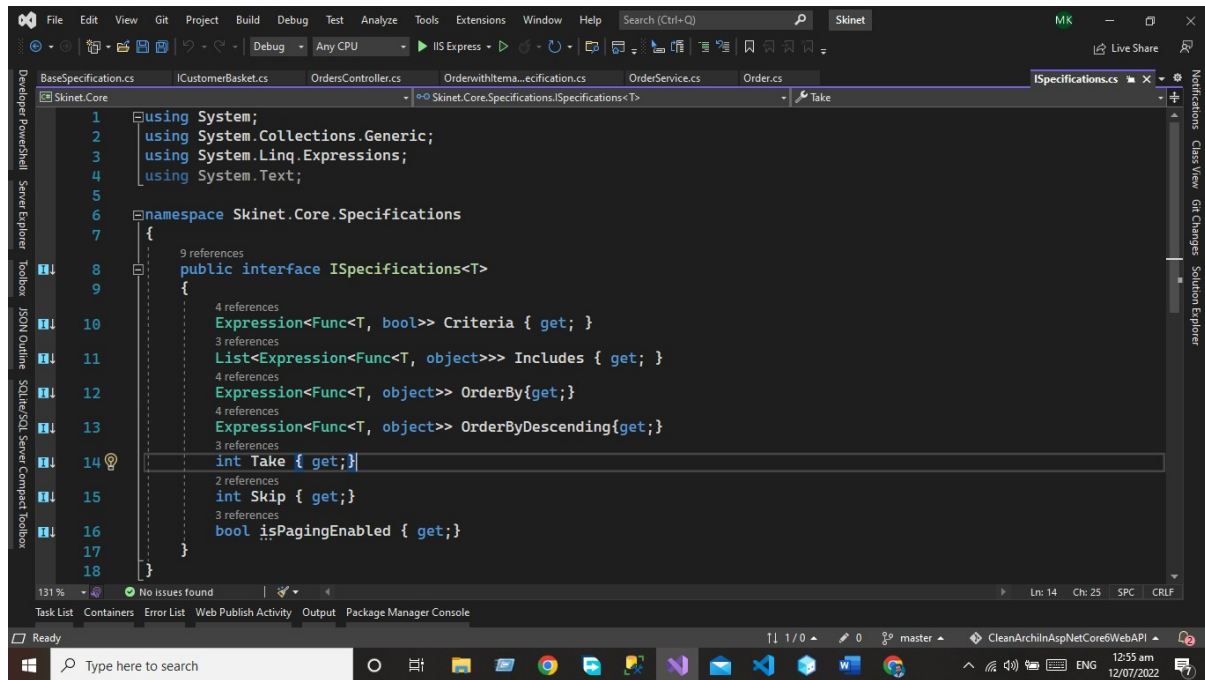 File Edit View Git Project Build Debug Test Analyze Tools Extensions Window Help Search (Ctrl+Q) Skinet MK
Debug Any CPU IIS Express Live Share
BaseSpecification.cs ICustomerBasket.cs OrdersController.cs OrderwithItema...ecification.cs OrderService.cs Order.cs ISpecifications.cs
Skinet.Core Skinet.Core.Specifications.ISpecifications<T> Take
1 using System;
2 using System.Collections.Generic;
3 using System.Linq.Expressions;
4 using System.Text;
5
6 namespace Skinet.Core.Specifications
7 {
9 references
8 public interface ISpecifications<T>
9 {
4 references
10 Expression<Func<T, bool>> Criteria { get; }
3 references
11 List<Expression<Func<T, object>>> Includes { get; }
4 references
12 Expression<Func<T, object>> OrderBy{get;}
4 references
13 Expression<Func<T, object>> OrderByDescending{get;}
3 references
14 int Take { get;}
2 references
15 int Skip { get;}
3 references
16 bool isPagingEnabled { get;}
17 }
18 }
131 % No issues found Ln: 14 Ch: 25 SPC CRLF
Task List Containers Error List Web Publish Activity Output Package Manager Console
Ready 1 / 0 0 master CleanArchiInAspNetCore6WebAPI 2
Type here to search ENG 12:55 am
12/07/2022 7
Developer PowerShell
Server Explorer
Toolbox
JSON Outline
SQLite/SQL Server Compact Toolbox
Notifications
Class View
Git Changes
Solution Explorer